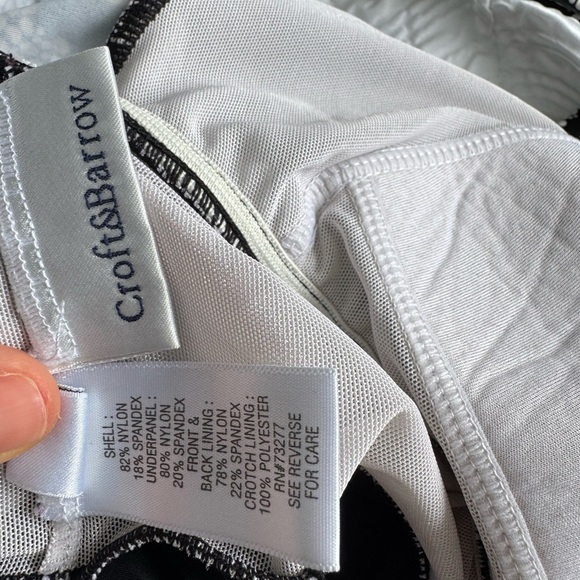 Croft&Barrow
SHELL:
82% NYLON
18% SPANDEX
UNDERPANEL:
80% NYLON
20% SPANDEX
FRONT &
BACK LINING:
78% NYLON
22% SPANDEX
CROTCH LINING:
100% POLYESTER
RN#73277
SEE REVERSE
FOR CARE